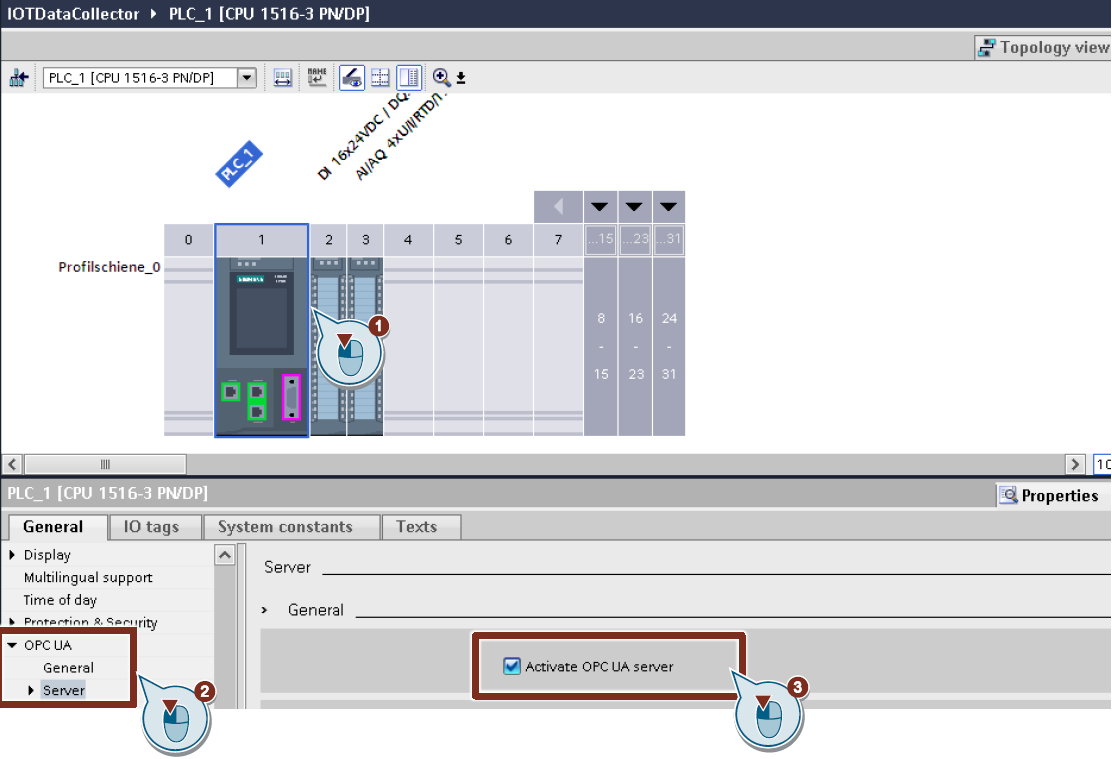 IOTDataCollector ▸ PLC_1 [CPU 1516-3 PN/DP]
Topology view
PLC_1 [CPU 1516-3 PN/DP]
NAME
PLC_1
DI 16x24VDC / DQ
AI/AQ 4xU/I/RTD/
0 1 2 3 4 5 6 7 ...15 ...23 ...31
Profilschiene_0
SIEMENS
8 16 24
- - -
15 23 31
1
PLC_1 [CPU 1516-3 PN/DP]
Properties
General IO tags System constants Texts
Display
Multilingual support
Time of day
Protection & Security
OPC UA
General
Server
2
Server
General
Activate OPC UA server
3